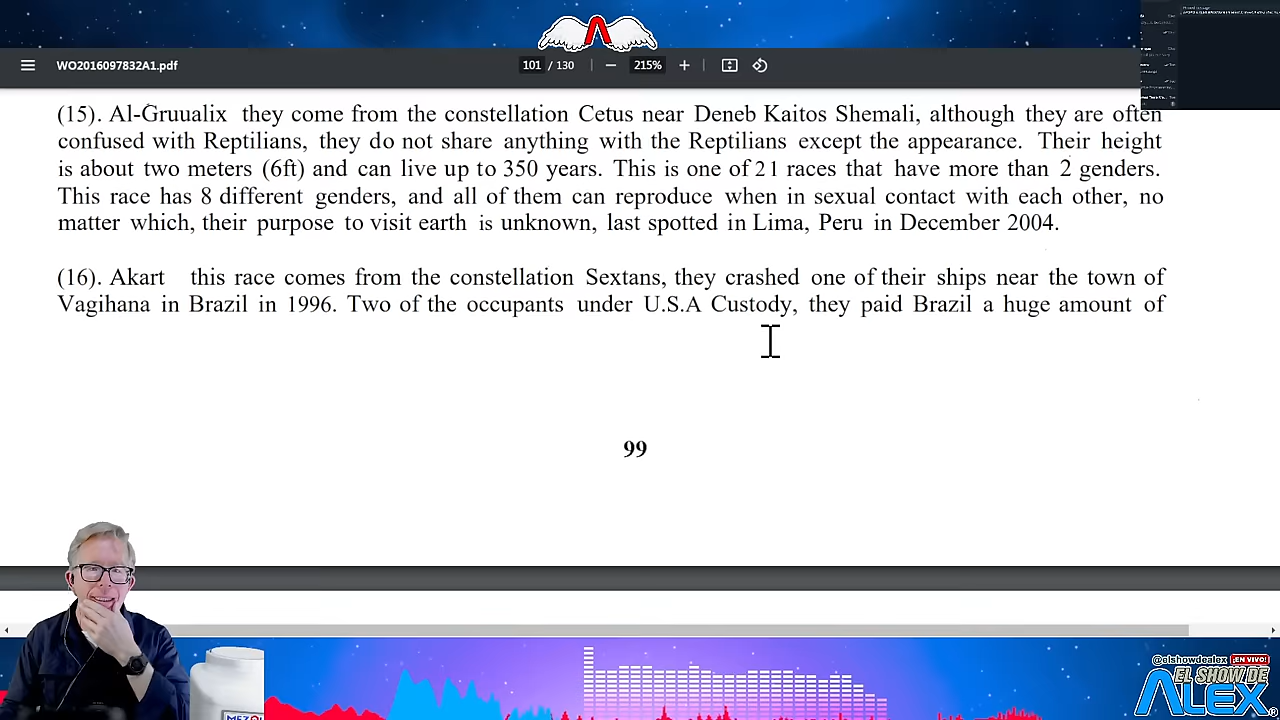 WO2016097832A1.pdf
101 / 130
215%
(15). Al-Gruualix they come from the constellation Cetus near Deneb Kaitos Shemali, although they are often
confused with Reptilians, they do not share anything with the Reptilians except the appearance. Their height
is about two meters (6ft) and can live up to 350 years. This is one of 21 races that have more than 2 genders.
This race has 8 different genders, and all of them can reproduce when in sexual contact with each other, no
matter which, their purpose to visit earth is unknown, last spotted in Lima, Peru in December 2004.
(16). Akart this race comes from the constellation Sextans, they crashed one of their ships near the town of
Vagihana in Brazil in 1996. Two of the occupants under U.S.A Custody, they paid Brazil a huge amount of
99
@elshowdealex ¡EN VIVO!
EL SHOW DE
ALEX